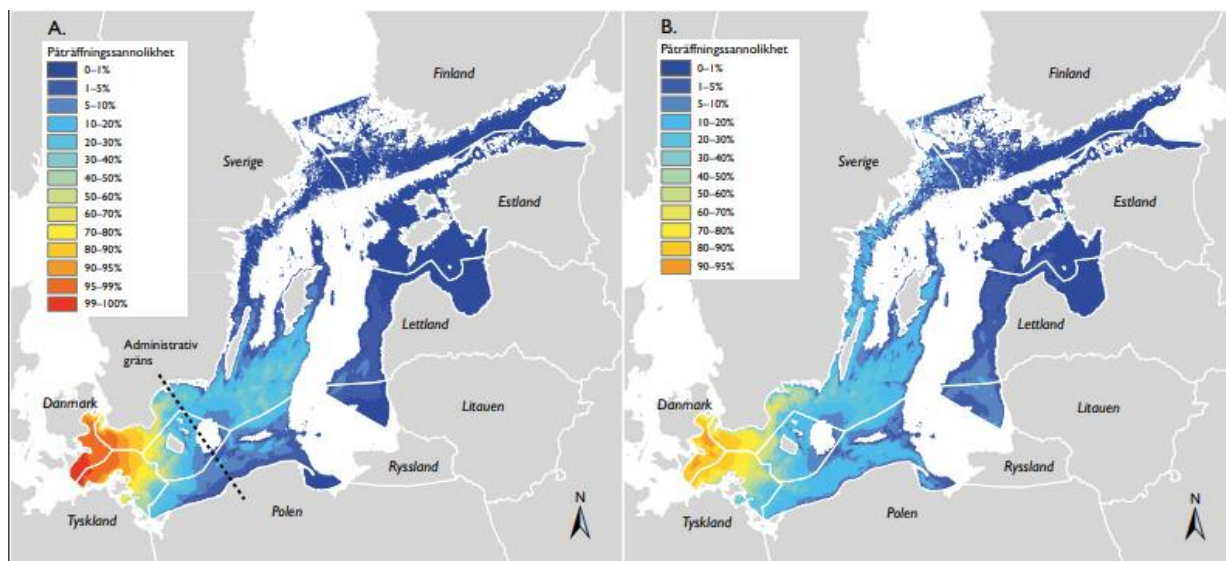 A.
Påträffningssannolikhet
0–1%
1–5%
5–10%
10–20%
20–30%
30–40%
40–50%
50–60%
60–70%
70–80%
80–90%
90–95%
95–99%
99–100%
Finland
Sverige
Estland
Lettland
Administrativ
gräns
Danmark
Litauen
Ryssland
Tyskland
Polen
N
B.
Påträffningssannolikhet
0–1%
1–5%
5–10%
10–20%
20–30%
30–40%
40–50%
50–60%
60–70%
70–80%
80–90%
90–95%
Finland
Sverige
Estland
Lettland
Danmark
Litauen
Ryssland
Tyskland
Polen
N